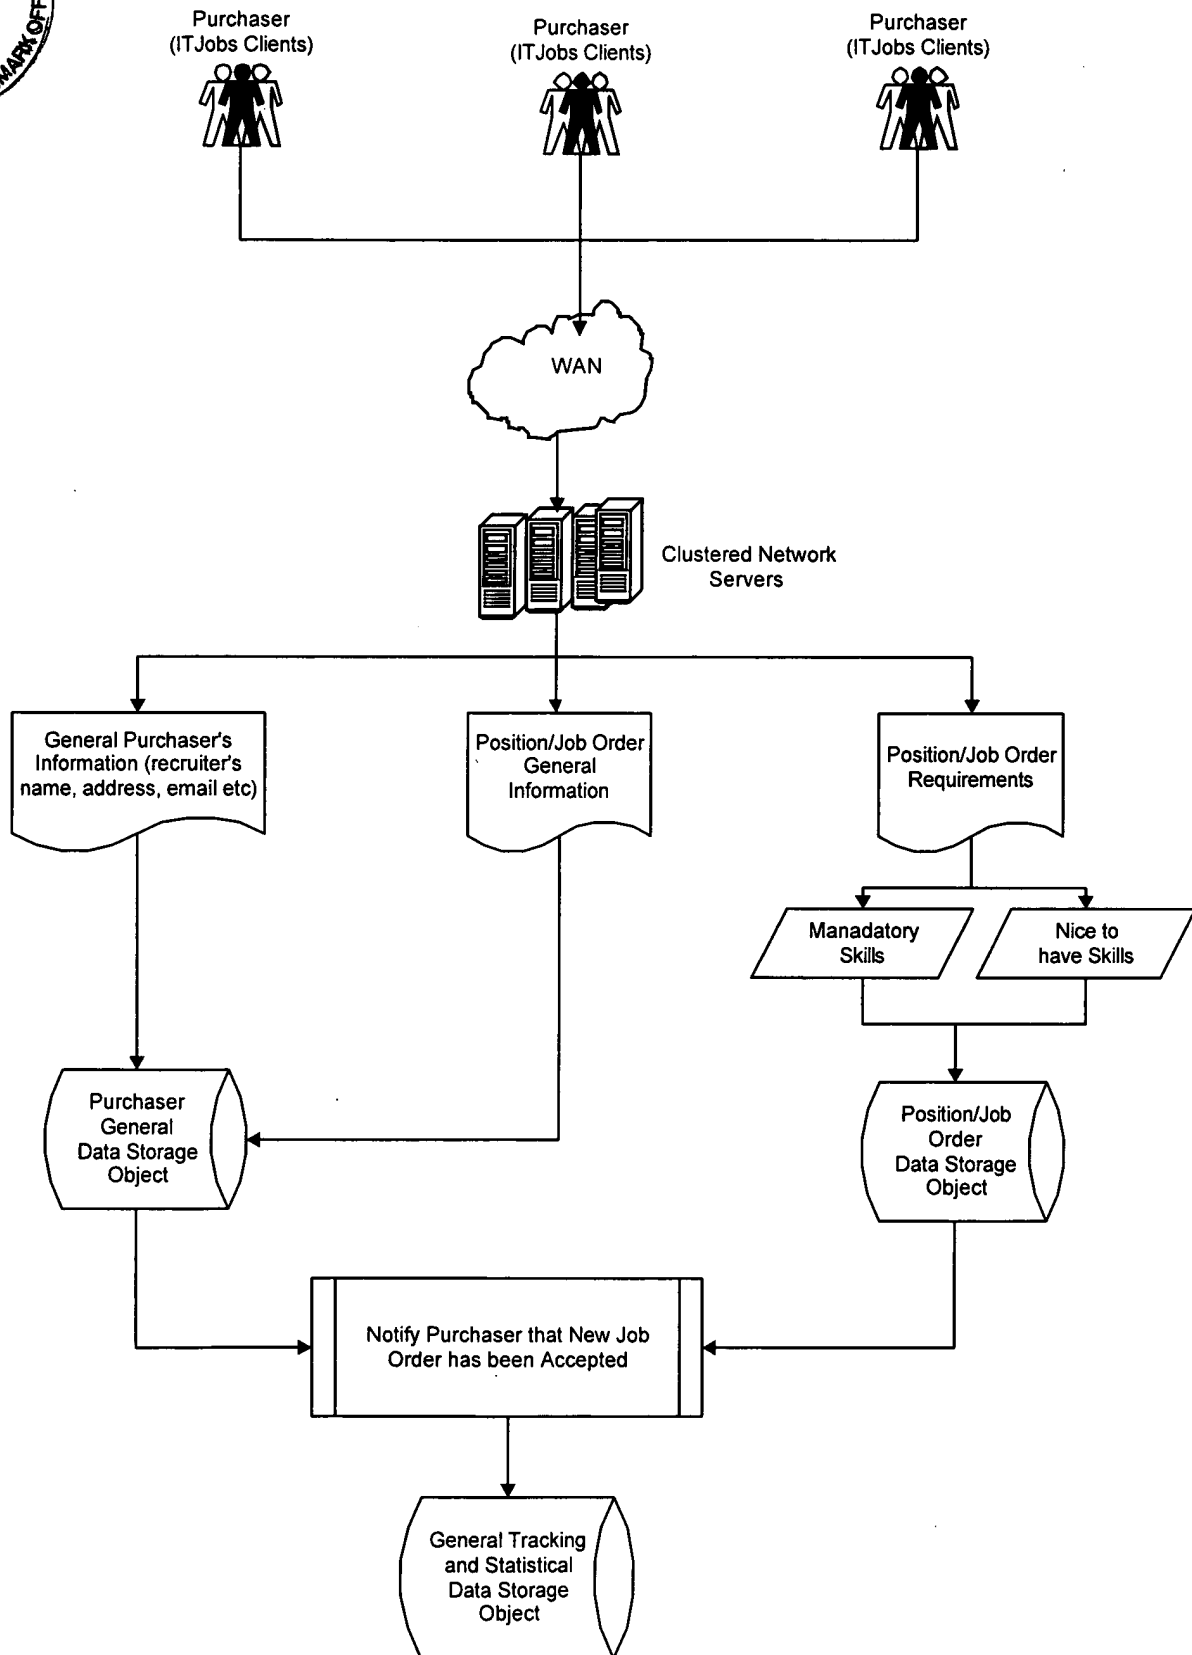 MARK OFF
Purchaser
(ITJobs Clients)
Purchaser
(ITJobs Clients)
Purchaser
(ITJobs Clients)
WAN
Clustered Network
Servers
General Purchaser's
Information (recruiter's
name, address, email etc)
Position/Job Order
General
Information
Position/Job Order
Requirements
Manadatory
Skills
Nice to
have Skills
Purchaser
General
Data Storage
Object
Position/Job
Order
Data Storage
Object
Notify Purchaser that New Job
Order has been Accepted
General Tracking
and Statistical
Data Storage
Object